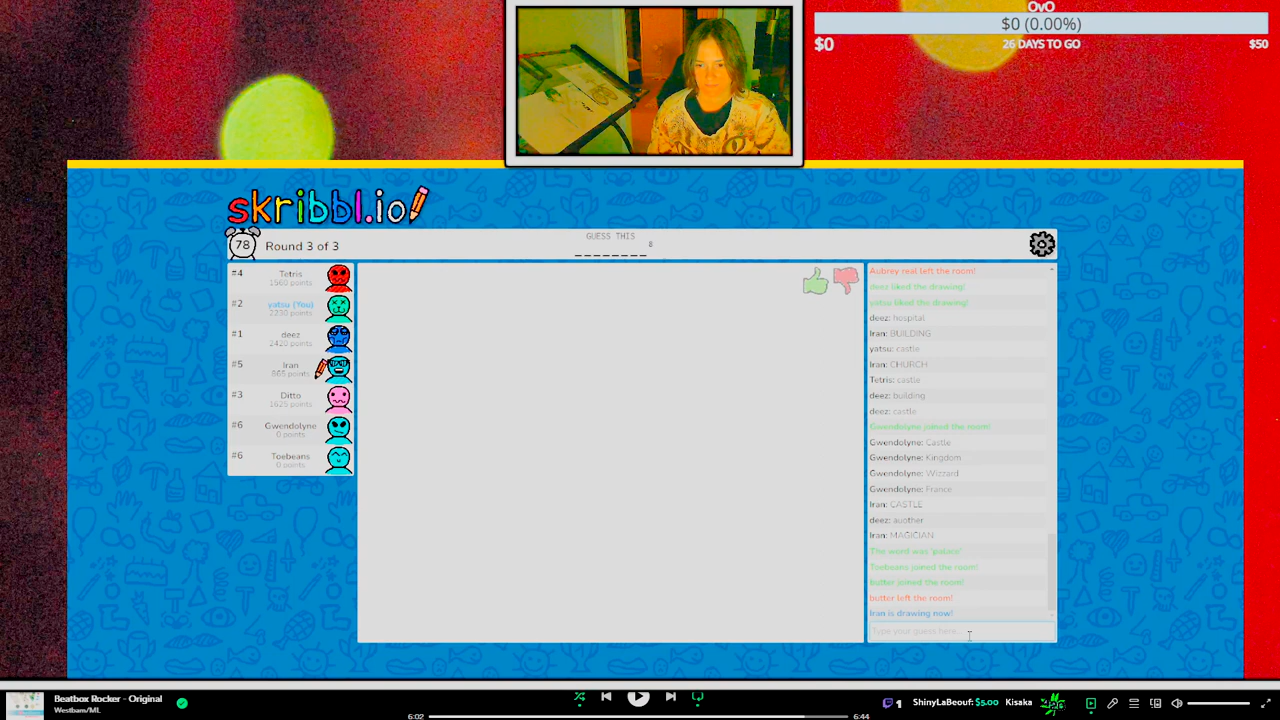 OvO
$0 (0.00%)
$0
26 DAYS TO GO
$50
skribbl.io
78
Round 3 of 3
GUESS THIS
________ 8
#4
Tetris
1560 points
#2
yatsu (You)
2230 points
#1
deez
2420 points
#5
Iran
865 points
#3
Ditto
1625 points
#6
Gwendolyne
0 points
#6
Toebeans
0 points
Aubrey real left the room!
deez liked the drawing!
yatsu liked the drawing!
deez: hospital
Iran: BUILDING
yatsu: castle
Iran: CHURCH
Tetris: castle
deez: building
deez: castle
Gwendolyne joined the room!
Gwendolyne: Castle
Gwendolyne: Kingdom
Gwendolyne: Wizzard
Gwendolyne: France
Iran: CASTLE
deez: auother
Iran: MAGICIAN
The word was 'palace'
Toebeans joined the room!
butter joined the room!
butter left the room!
Iran is drawing now!
Type your guess here...
Beatbox Rocker - Original
Westbam/ML
6:02
6:44
1
ShinyLaBeouf: $5.00
Kisaka